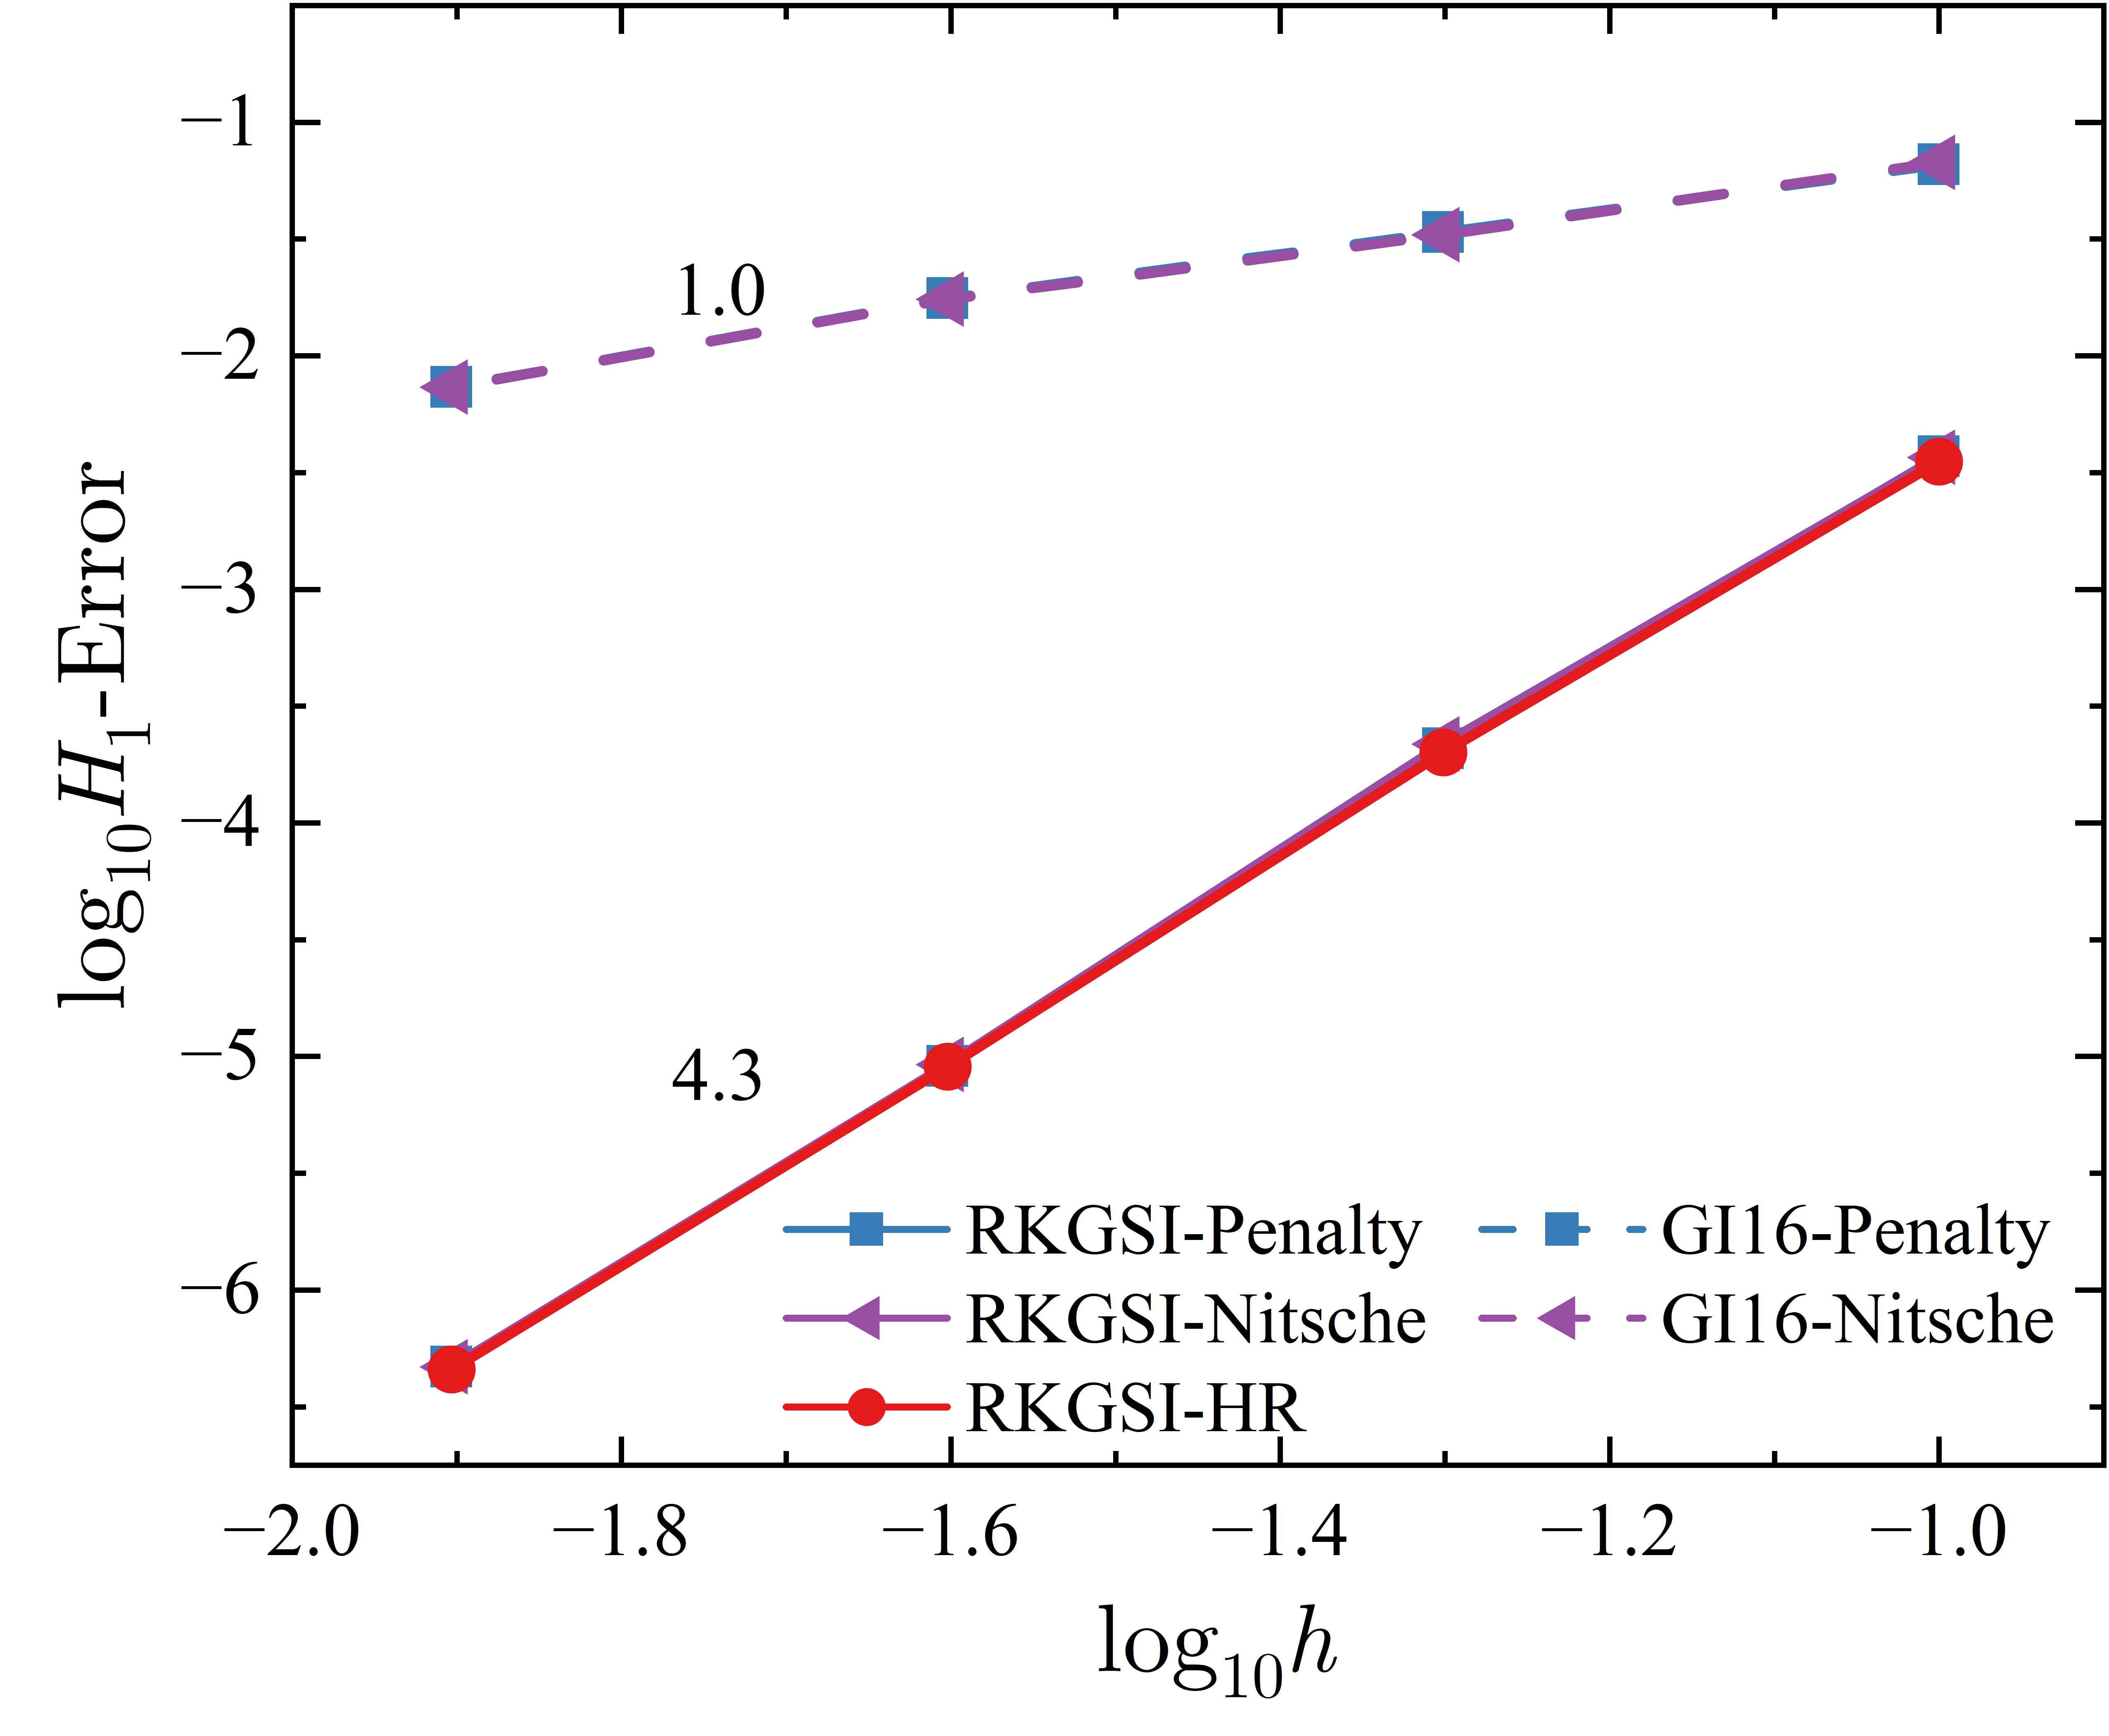 log₁₀H₁-Error
−1
−2
−3
−4
−5
−6
1.0
4.3
RKGSI-Penalty
GI16-Penalty
RKGSI-Nitsche
GI16-Nitsche
RKGSI-HR
−2.0
−1.8
−1.6
−1.4
−1.2
−1.0
log₁₀h